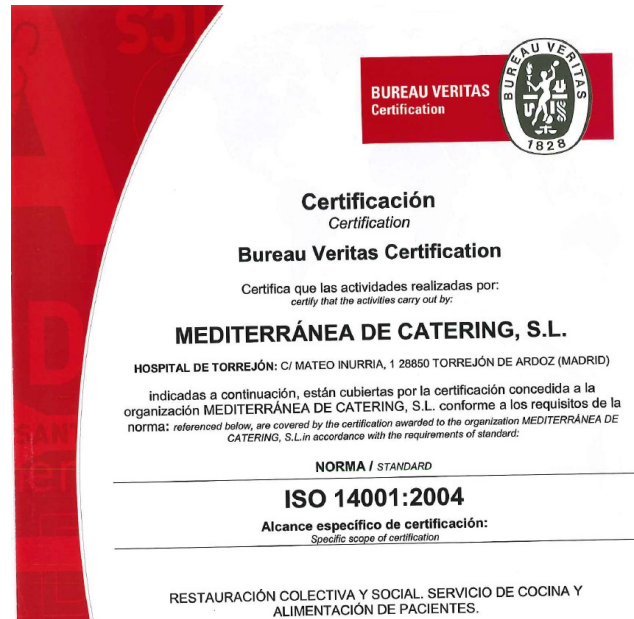 BUREAU VERITAS
Certification
BUREAU VERITAS
1828
Certificación
Certification
Bureau Veritas Certification
Certifica que las actividades realizadas por:
certify that the activities carry out by:
MEDITERRÁNEA DE CATERING, S.L.
HOSPITAL DE TORREJÓN: C/ MATEO INURRIA, 1 28850 TORREJÓN DE ARDOZ (MADRID)
indicadas a continuación, están cubiertas por la certificación concedida a la
organización MEDITERRÁNEA DE CATERING, S.L. conforme a los requisitos de la
norma: referenced below, are covered by the certification awarded to the organization MEDITERRÁNEA DE
CATERING, S.L.in accordance with the requirements of standard:
NORMA / STANDARD
ISO 14001:2004
Alcance específico de certificación:
Specific scope of certification
RESTAURACIÓN COLECTIVA Y SOCIAL. SERVICIO DE COCINA Y
ALIMENTACIÓN DE PACIENTES.